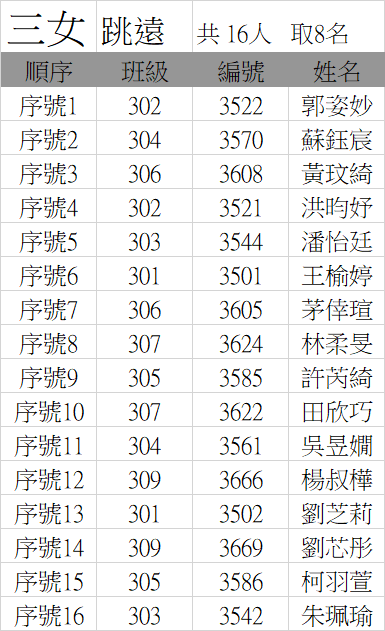 三女 跳遠 共 16人 取8名
順序 班級 編號 姓名
序號1 302 3522 郭姿妙
序號2 304 3570 蘇鈺宸
序號3 306 3608 黃玟綺
序號4 302 3521 洪昀妤
序號5 303 3544 潘怡廷
序號6 301 3501 王榆婷
序號7 306 3605 茅倖瑄
序號8 307 3624 林柔旻
序號9 305 3585 許芮綺
序號10 307 3622 田欣巧
序號11 304 3561 吳昱嫺
序號12 309 3666 楊叔樺
序號13 301 3502 劉芝莉
序號14 309 3669 劉芯彤
序號15 305 3586 柯羽萱
序號16 303 3542 朱珮瑜